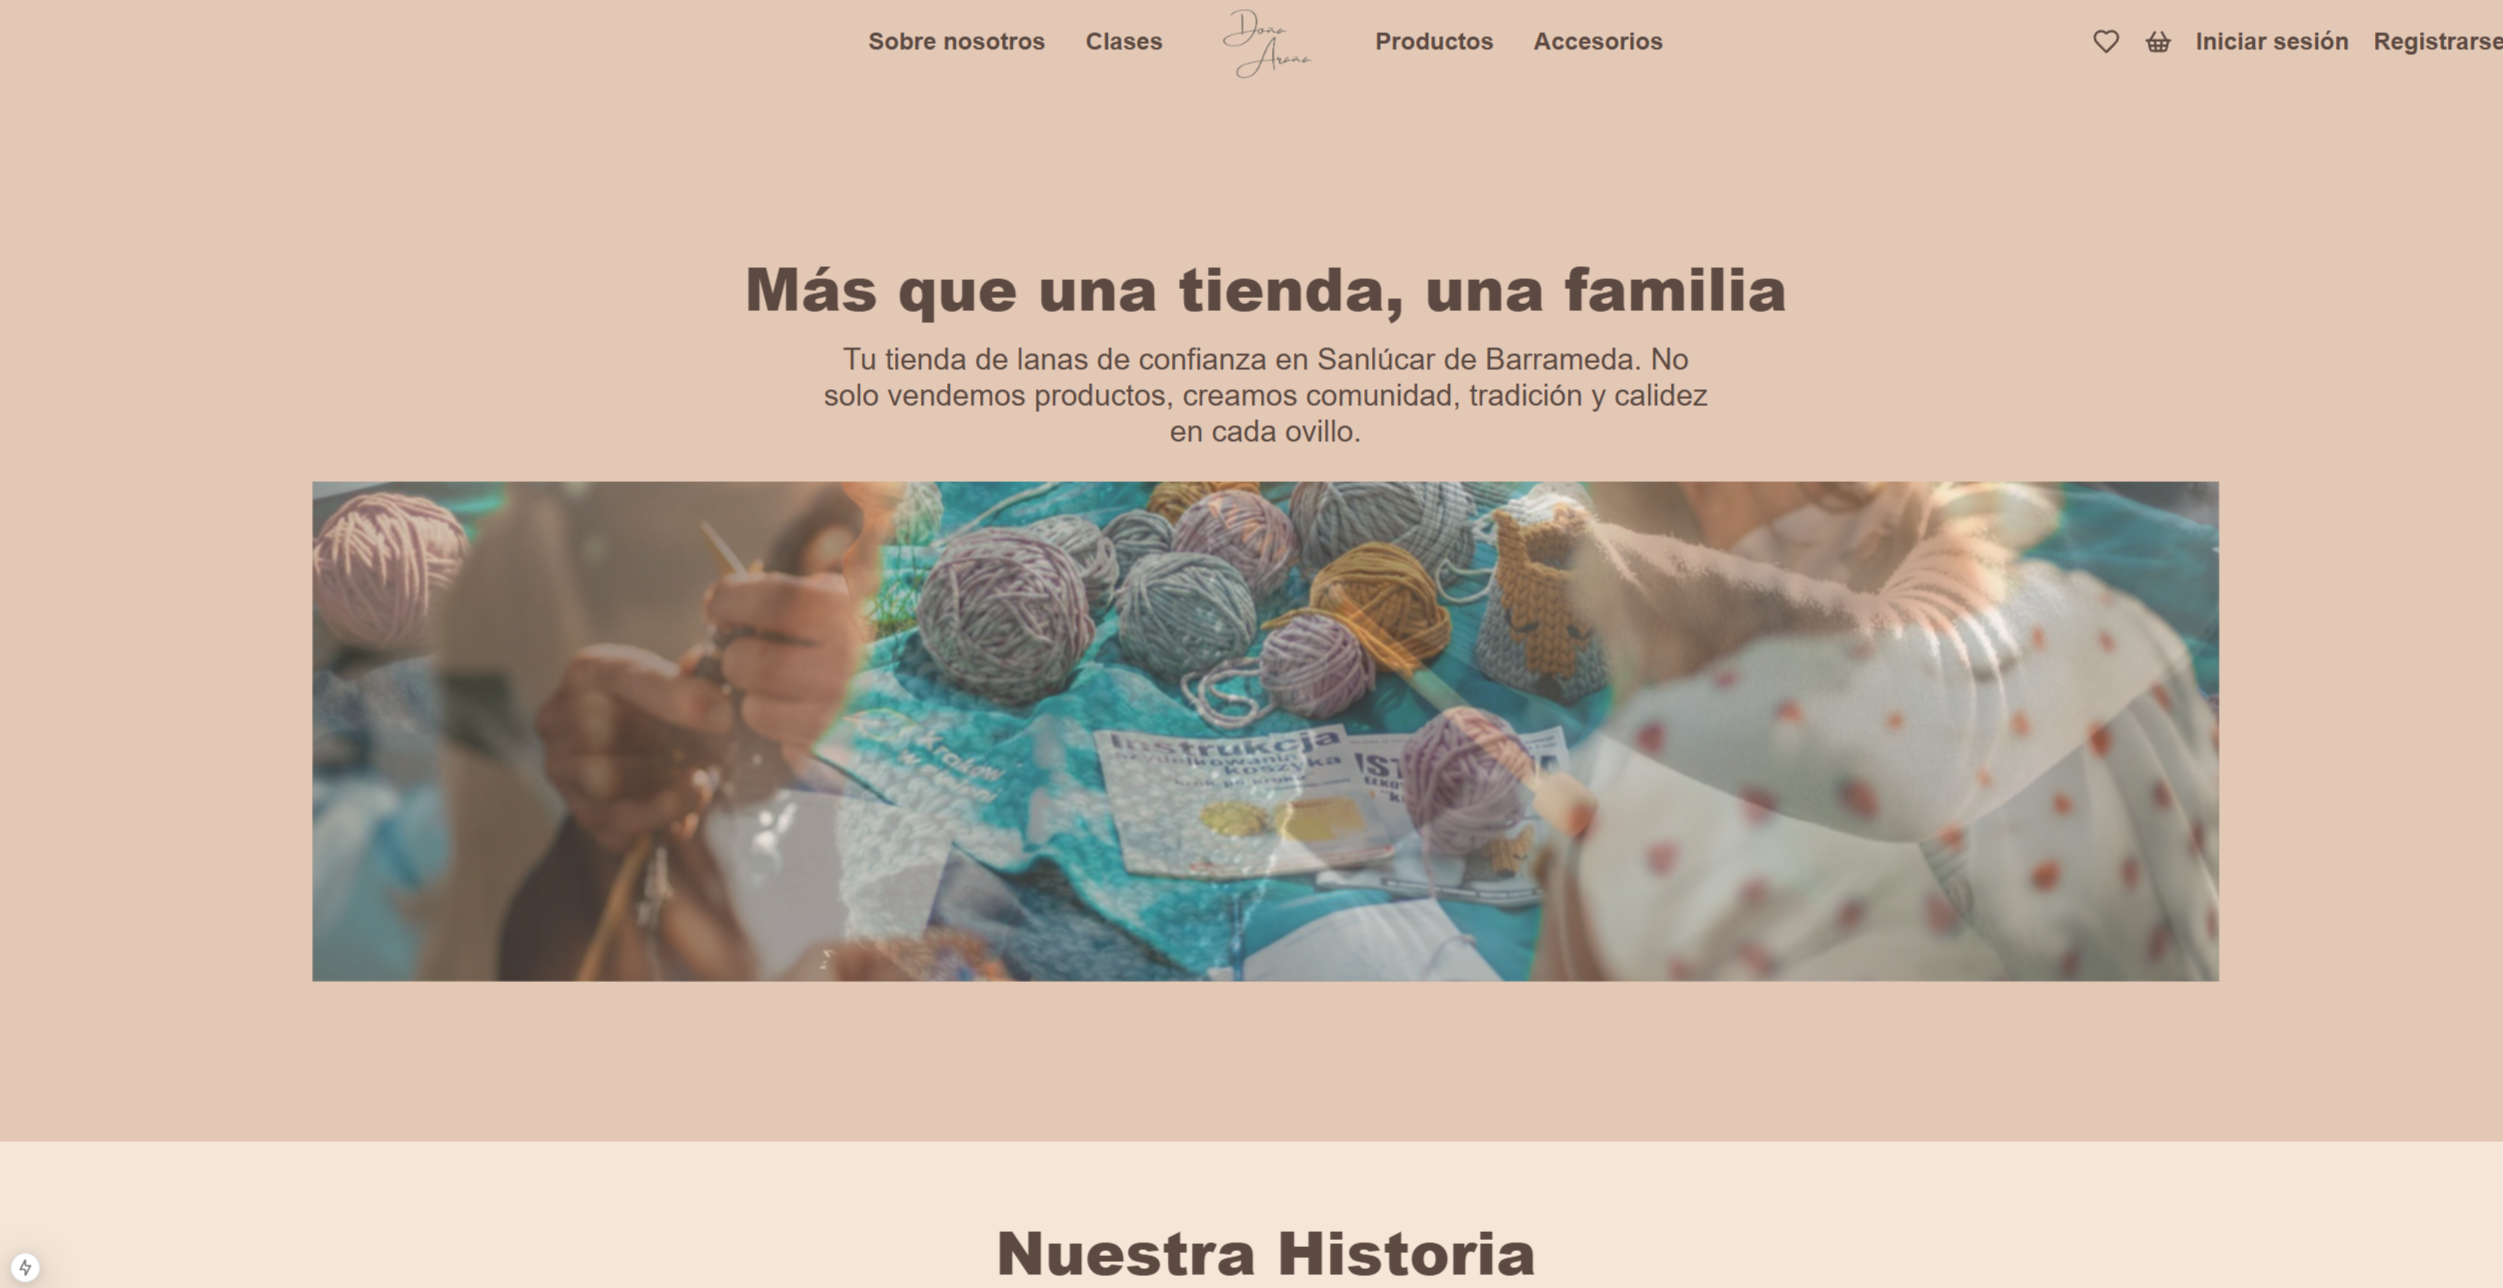 Sobre nosotros Clases Doña Araña Productos Accesorios Iniciar sesión Registrarse
Más que una tienda, una familia
Tu tienda de lanas de confianza en Sanlúcar de Barrameda. No
solo vendemos productos, creamos comunidad, tradición y calidez
en cada ovillo.
Instrukcja
szydełkowania
koszyka
Nuestra Historia